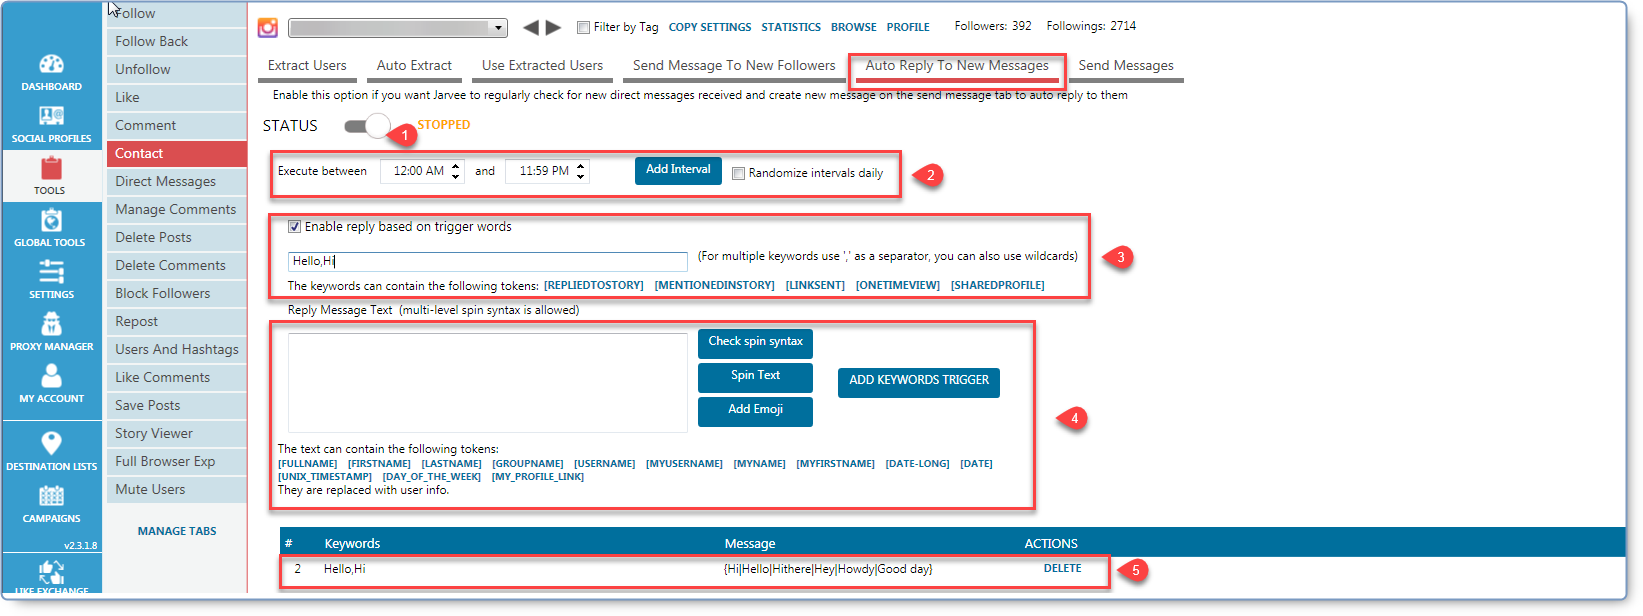 DASHBOARD
SOCIAL PROFILES
TOOLS
GLOBAL TOOLS
SETTINGS
PROXY MANAGER
MY ACCOUNT
DESTINATION LISTS
CAMPAIGNS
v2.3.1.8
LIKE EXCHANGE
Follow
Follow Back
Unfollow
Like
Comment
Contact
Direct Messages
Manage Comments
Delete Posts
Delete Comments
Block Followers
Repost
Users And Hashtags
Like Comments
Save Posts
Story Viewer
Full Browser Exp
Mute Users
MANAGE TABS
Filter by Tag COPY SETTINGS STATISTICS BROWSE PROFILE Followers: 392 Followings: 2714
Extract Users Auto Extract Use Extracted Users Send Message To New Followers Auto Reply To New Messages Send Messages
Enable this option if you want Jarvee to regularly check for new direct messages received and create new message on the send message tab to auto reply to them
STATUS STOPPED
1
Execute between 12:00 AM and 11:59 PM Add Interval Randomize intervals daily
2
Enable reply based on trigger words
Hello,Hi (For multiple keywords use ',' as a separator, you can also use wildcards)
3
The keywords can contain the following tokens: [REPLIEDTOSTORY] [MENTIONEDINSTORY] [LINKSENT] [ONETIMEVIEW] [SHAREDPROFILE]
Reply Message Text (multi-level spin syntax is allowed)
Check spin syntax
Spin Text
ADD KEYWORDS TRIGGER
Add Emoji
4
The text can contain the following tokens:
[FULLNAME] [FIRSTNAME] [LASTNAME] [GROUPNAME] [USERNAME] [MYUSERNAME] [MYNAME] [MYFIRSTNAME] [DATE-LONG] [DATE]
[UNIX_TIMESTAMP] [DAY_OF_THE_WEEK] [MY_PROFILE_LINK]
They are replaced with user info.
# Keywords Message ACTIONS
2 Hello,Hi {Hi|Hello|Hithere|Hey|Howdy|Good day} DELETE
5